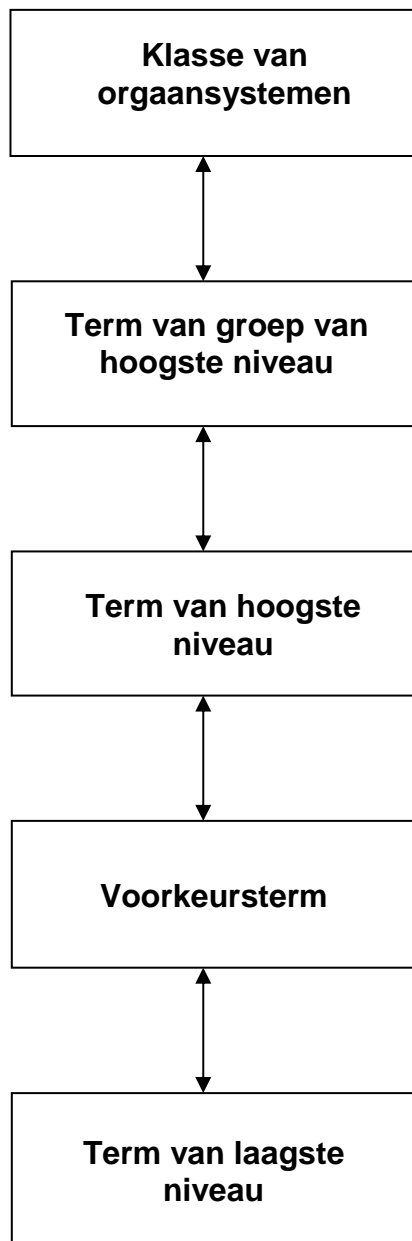 Klasse van
orgaansystemen
Term van groep van
hoogste niveau
Term van hoogste
niveau
Voorkeursterm
Term van laagste
niveau